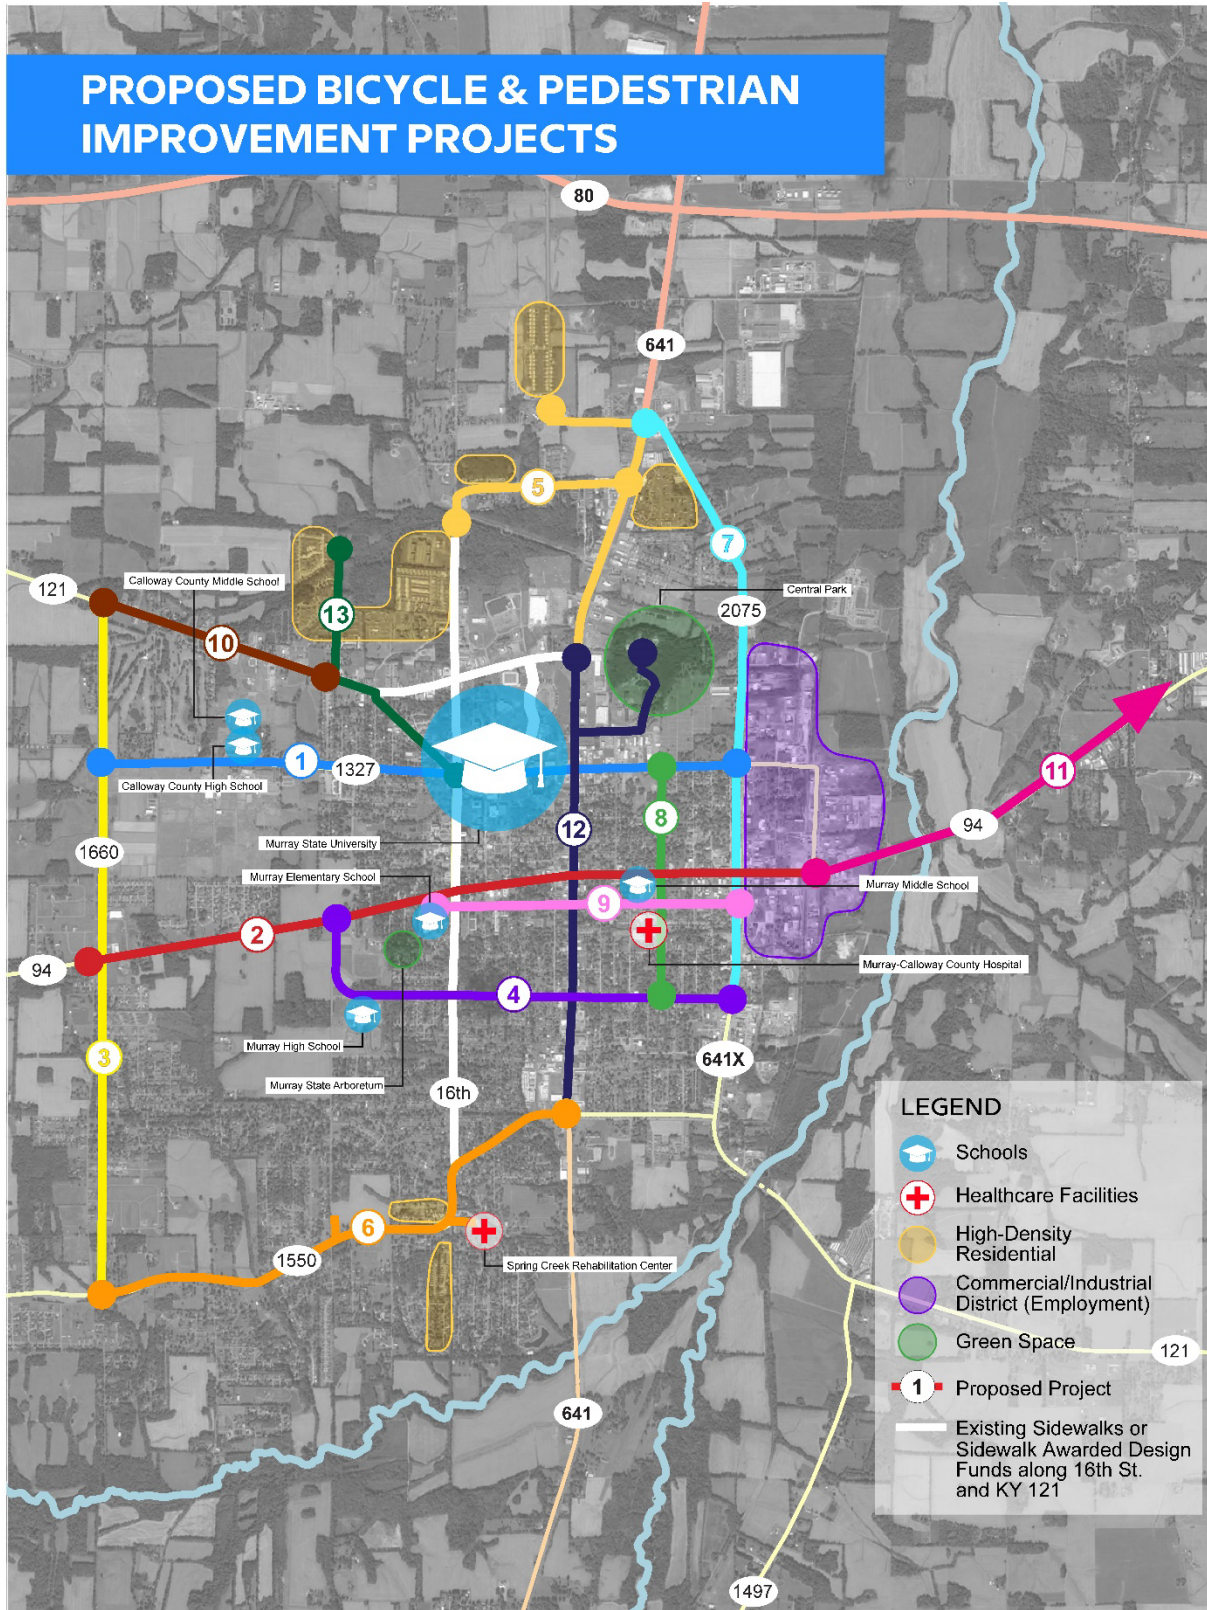 PROPOSED BICYCLE & PEDESTRIAN
IMPROVEMENT PROJECTS
80
641
5
7
Calloway County Middle School
121
Central Park
2075
13
10
1
1327
11
Calloway County High School
8
94
12
Murray State University
1660
Murray Elementary School
Murray Middle School
9
2
94
Murray-Calloway County Hospital
4
Murray High School
3
641X
Murray State Arboretum
16th
LEGEND
Schools
Healthcare Facilities
High-Density
Residential
Commercial/Industrial
District (Employment)
Green Space
1 Proposed Project
Existing Sidewalks or
Sidewalk Awarded Design
Funds along 16th St.
and KY 121
6
1550
Spring Creek Rehabilitation Center
121
641
1497